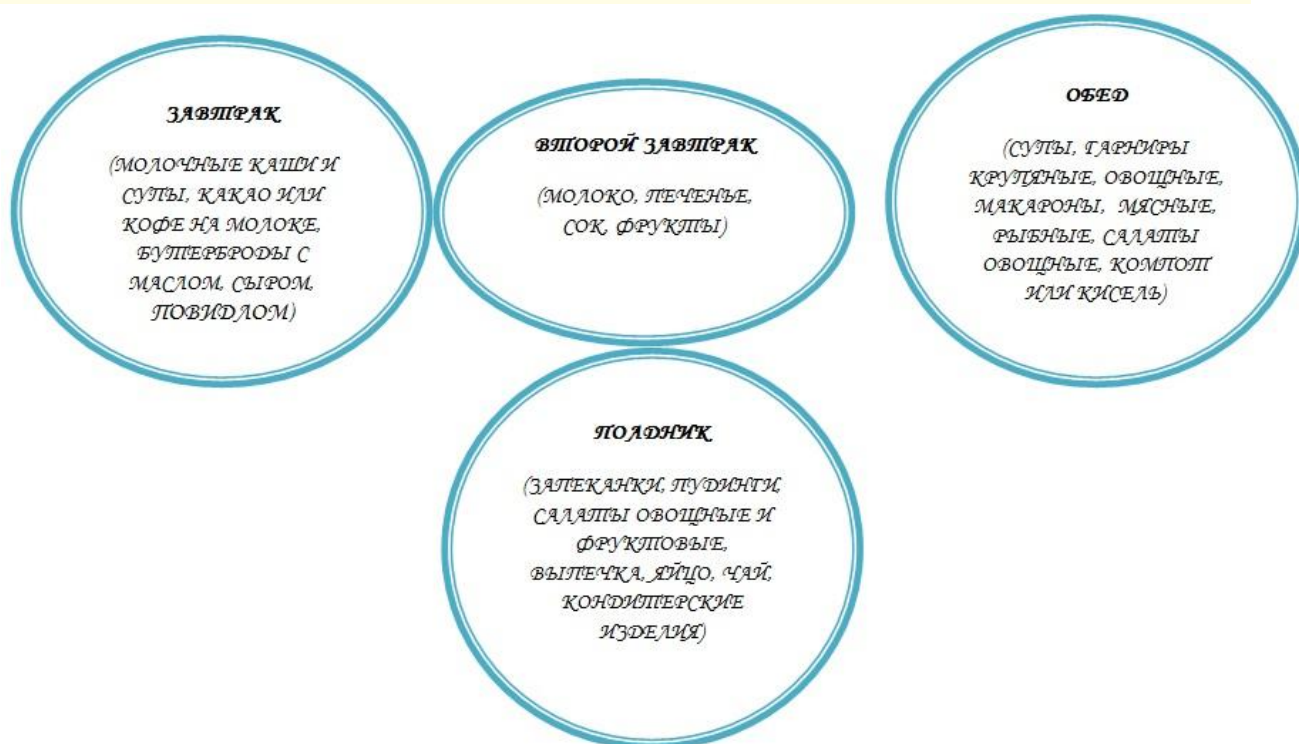 ЗАВТРАК
(МОЛОЧНЫЕ КАШИ И
СУПЫ, КАКАО ИЛИ
КОФЕ НА МОЛОКЕ,
БУТЕРБРОДЫ С
МАСЛОМ, СЫРОМ,
ПОВИДЛОМ)
ВТОРОЙ ЗАВТРАК
(МОЛОКО, ПЕЧЕНЬЕ,
СОК, ФРУКТЫ)
ОБЕД
(СУПЫ, ГАРНИРЫ
КРУПЯНЫЕ, ОВОЩНЫЕ,
МАКАРОНЫ, МЯСНЫЕ,
РЫБНЫЕ, САЛАТЫ
ОВОЩНЫЕ, КОМПОТ
ИЛИ КИСЕЛЬ)
ПОЛДНИК
(ЗАПЕКАНКИ, ПУДИНГИ,
САЛАТЫ ОВОЩНЫЕ И
ФРУКТОВЫЕ,
ВЫПЕЧКА, ЯЙЦО, ЧАЙ,
КОНДИТЕРСКИЕ
ИЗДЕЛИЯ)